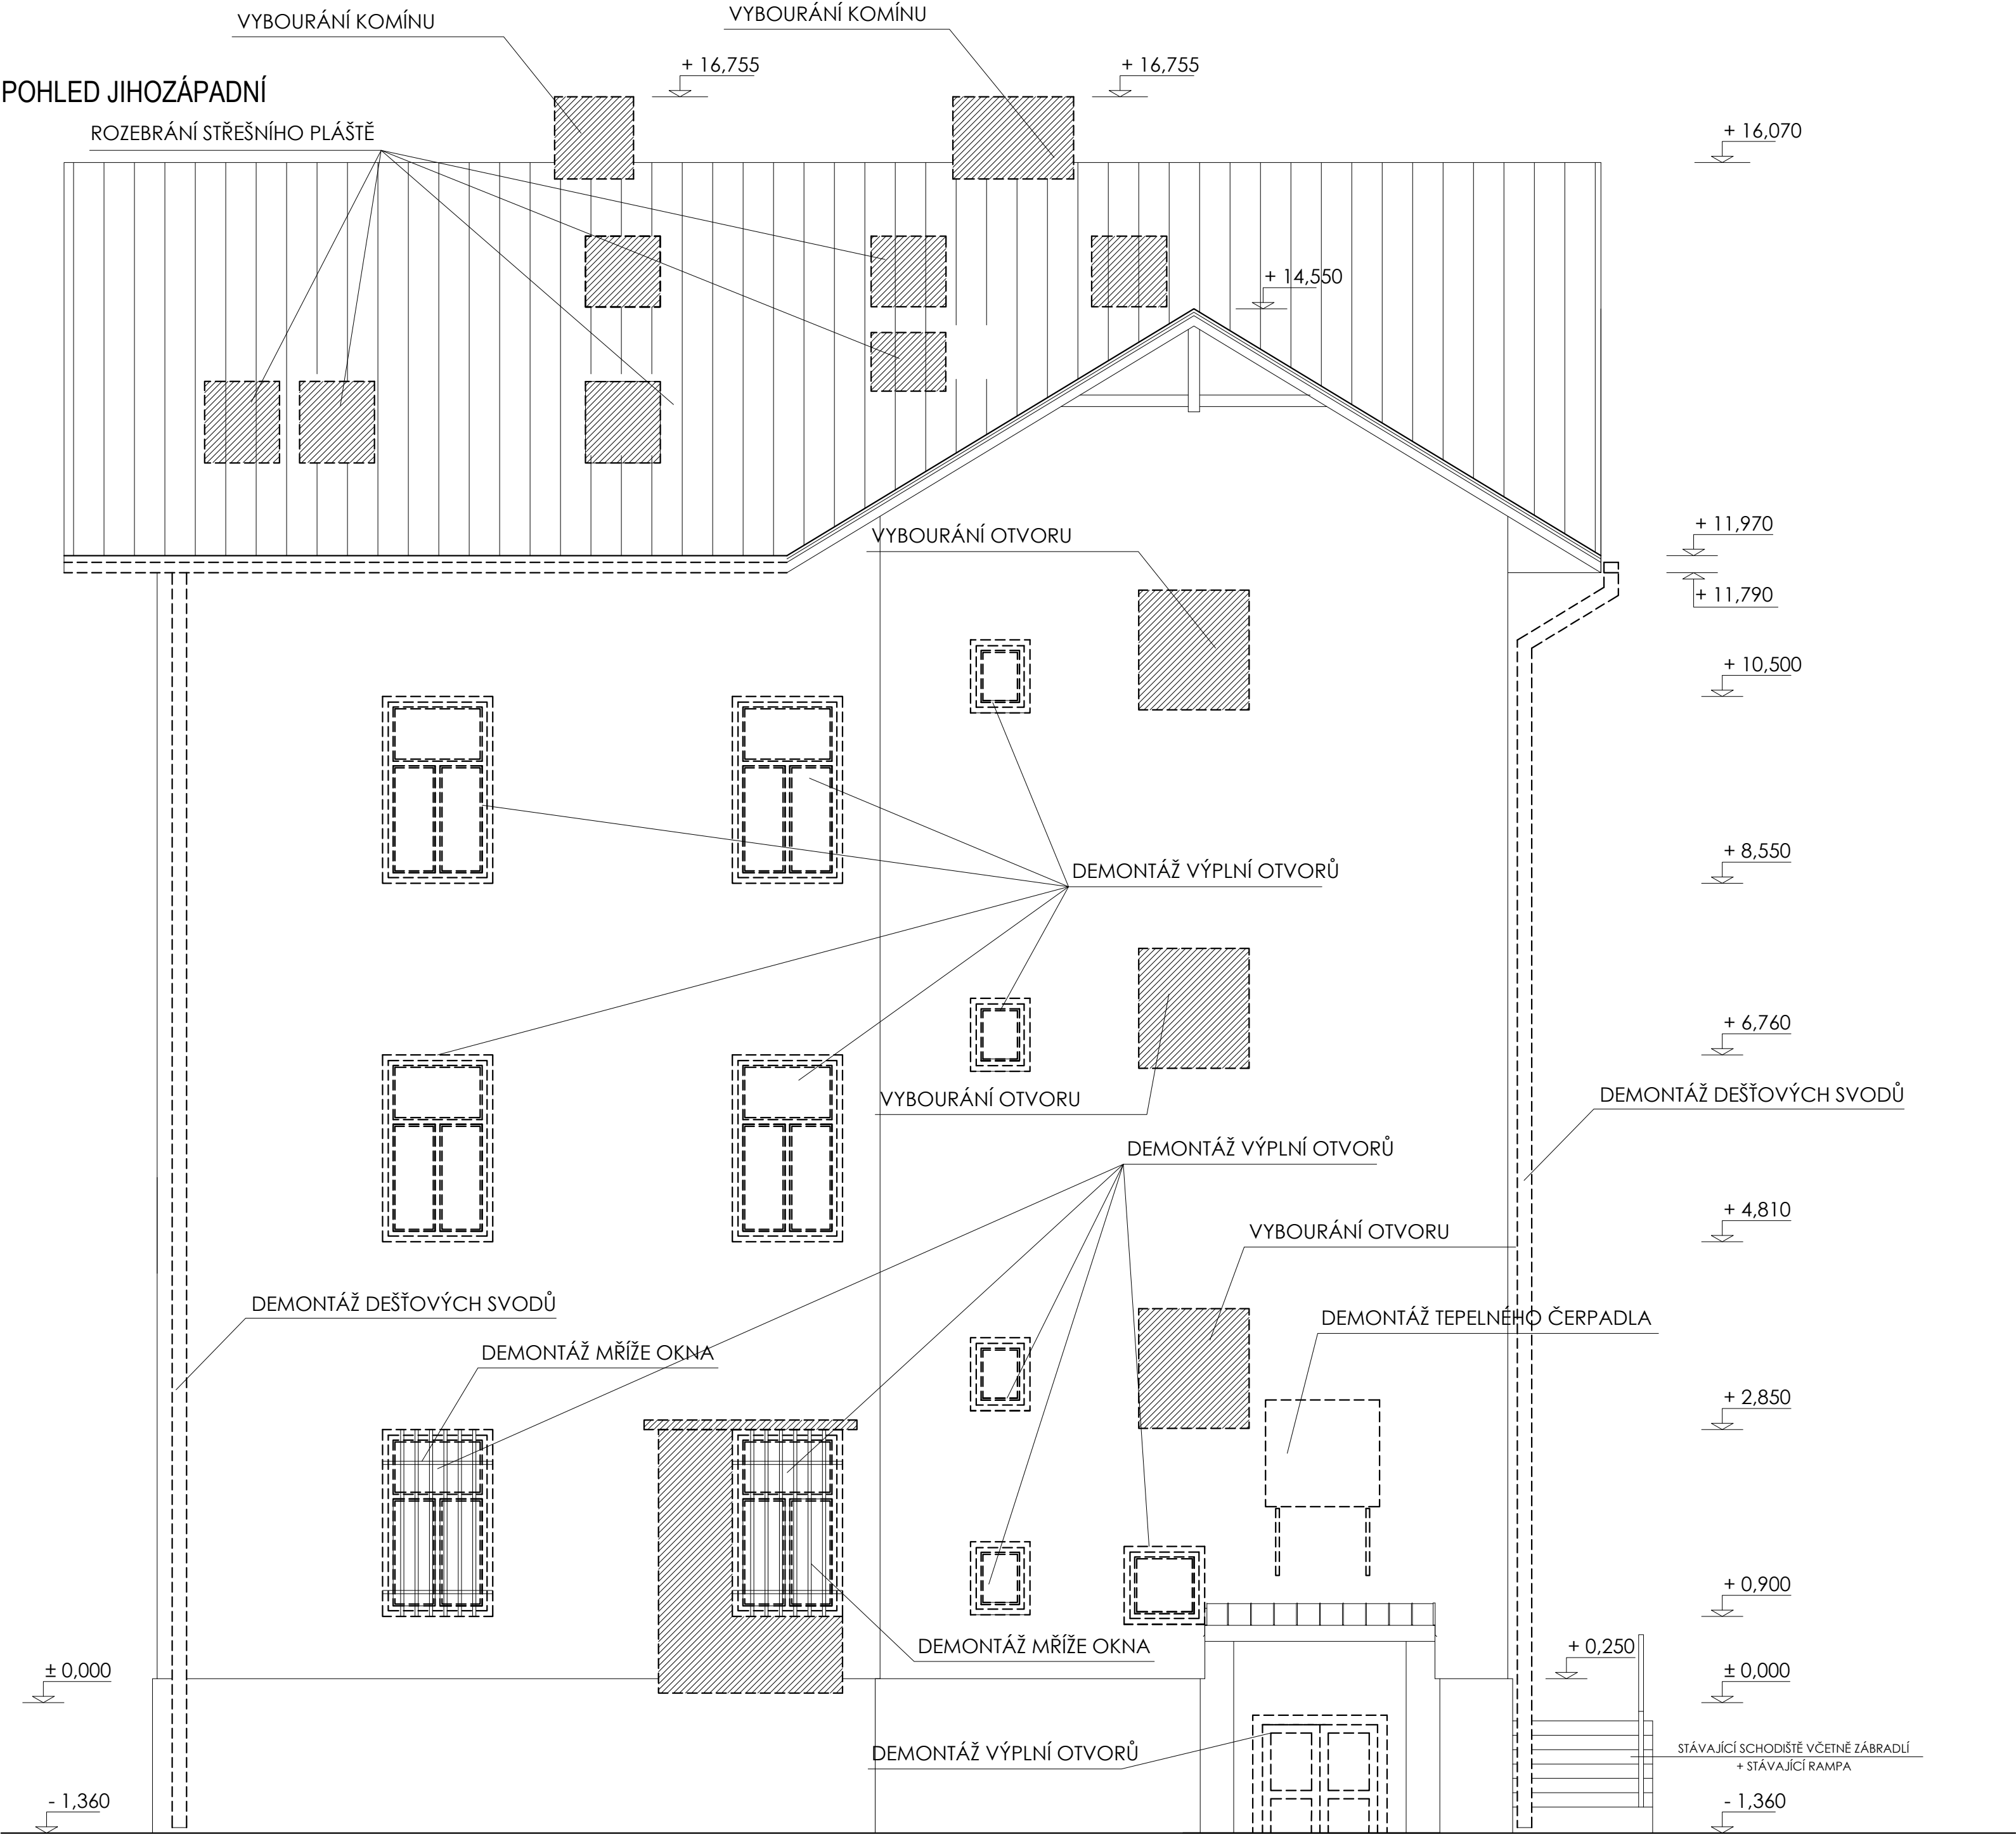 VYBOURÁNÍ KOMÍNU
VYBOURÁNÍ KOMÍNU
+ 16,755
+ 16,755
POHLED JIHOZÁPADNÍ
+ 16,070
ROZEBRÁNÍ STŘEŠNÍHO PLÁŠTĚ
+ 14,550
+ 11,970
VYBOURÁNÍ OTVORU
+ 11,790
+ 10,500
+ 8,550
DEMONTÁŽ VÝPLNÍ OTVORŮ
+ 6,760
DEMONTÁŽ DEŠŤOVÝCH SVODŮ
VYBOURÁNÍ OTVORU
DEMONTÁŽ VÝPLNÍ OTVORŮ
+ 4,810
VYBOURÁNÍ OTVORU
DEMONTÁŽ DEŠŤOVÝCH SVODŮ
DEMONTÁŽ TEPELNÉHO ČERPADLA
DEMONTÁŽ MŘÍŽE OKNA
+ 2,850
+ 0,900
DEMONTÁŽ MŘÍŽE OKNA
+ 0,250
± 0,000
± 0,000
DEMONTÁŽ VÝPLNÍ OTVORŮ
STÁVAJÍCÍ SCHODIŠTĚ VČETNĚ ZÁBRADLÍ
+ STÁVAJÍCÍ RAMPA
- 1,360
- 1,360